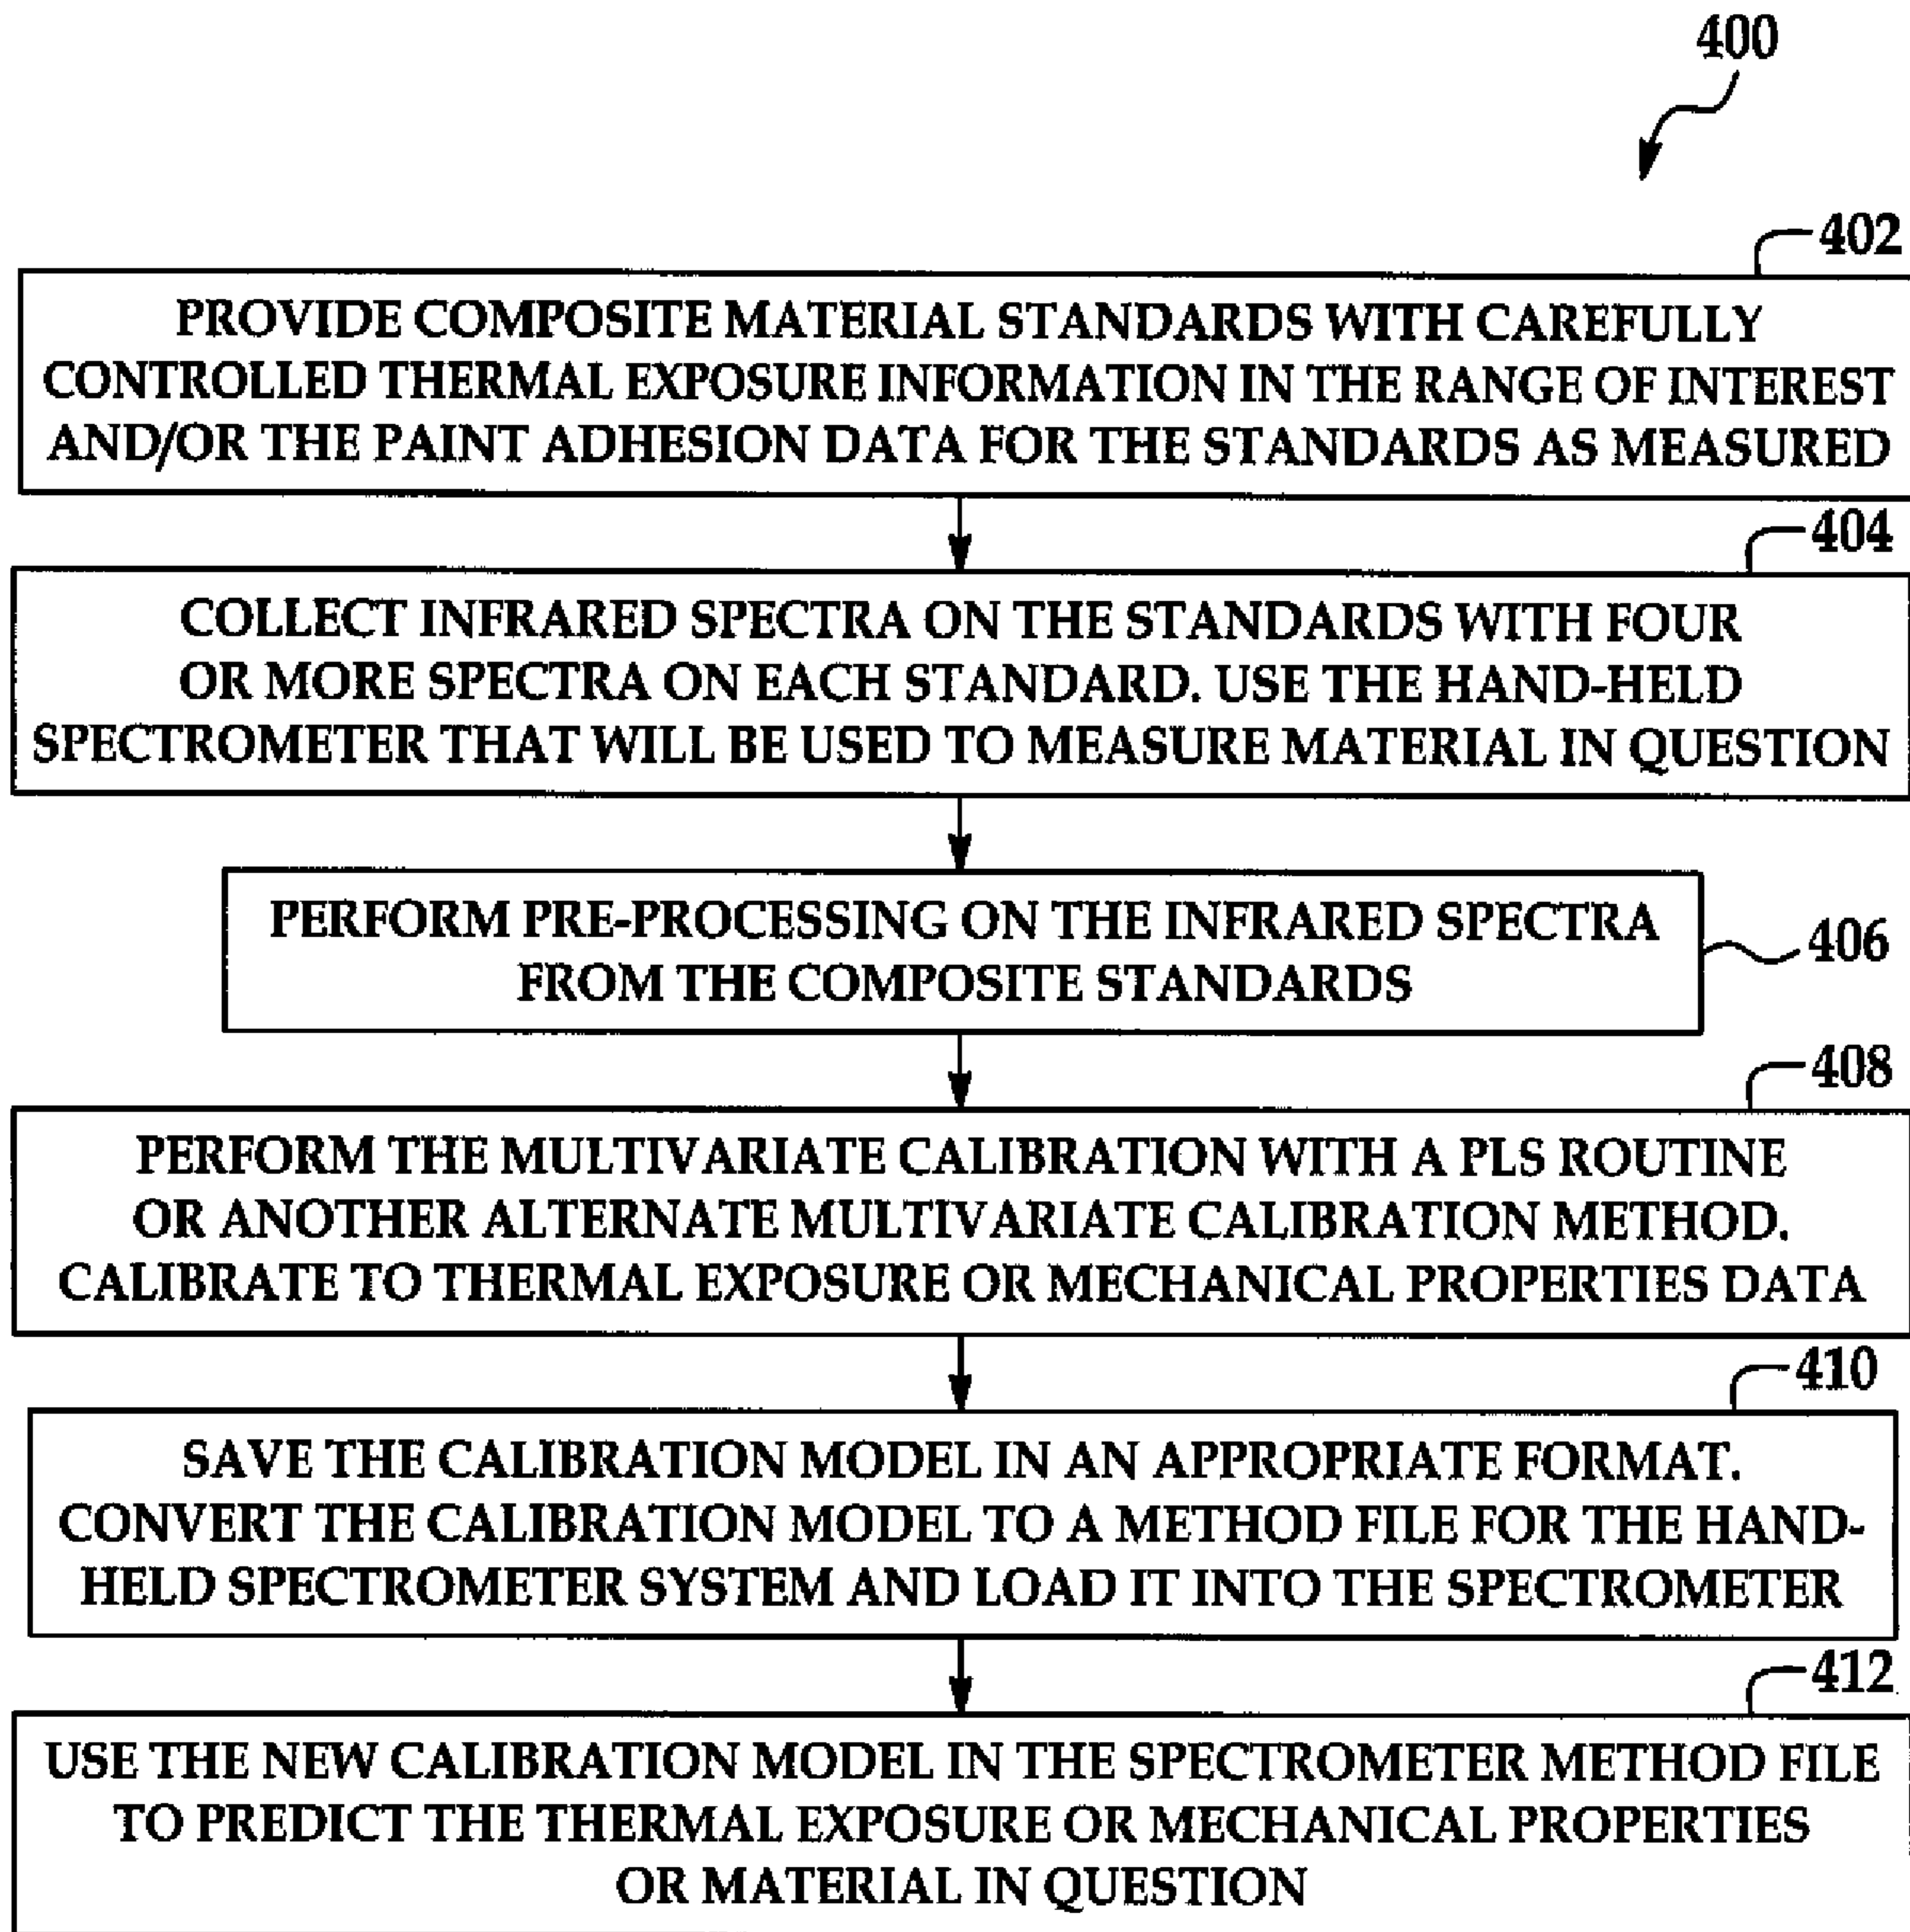 400
402
PROVIDE COMPOSITE MATERIAL STANDARDS WITH CAREFULLY
CONTROLLED THERMAL EXPOSURE INFORMATION IN THE RANGE OF INTEREST
AND/OR THE PAINT ADHESION DATA FOR THE STANDARDS AS MEASURED
404
COLLECT INFRARED SPECTRA ON THE STANDARDS WITH FOUR
OR MORE SPECTRA ON EACH STANDARD. USE THE HAND-HELD
SPECTROMETER THAT WILL BE USED TO MEASURE MATERIAL IN QUESTION
PERFORM PRE-PROCESSING ON THE INFRARED SPECTRA
FROM THE COMPOSITE STANDARDS
406
408
PERFORM THE MULTIVARIATE CALIBRATION WITH A PLS ROUTINE
OR ANOTHER ALTERNATE MULTIVARIATE CALIBRATION METHOD.
CALIBRATE TO THERMAL EXPOSURE OR MECHANICAL PROPERTIES DATA
410
SAVE THE CALIBRATION MODEL IN AN APPROPRIATE FORMAT.
CONVERT THE CALIBRATION MODEL TO A METHOD FILE FOR THE HAND-
HELD SPECTROMETER SYSTEM AND LOAD IT INTO THE SPECTROMETER
412
USE THE NEW CALIBRATION MODEL IN THE SPECTROMETER METHOD FILE
TO PREDICT THE THERMAL EXPOSURE OR MECHANICAL PROPERTIES
OR MATERIAL IN QUESTION